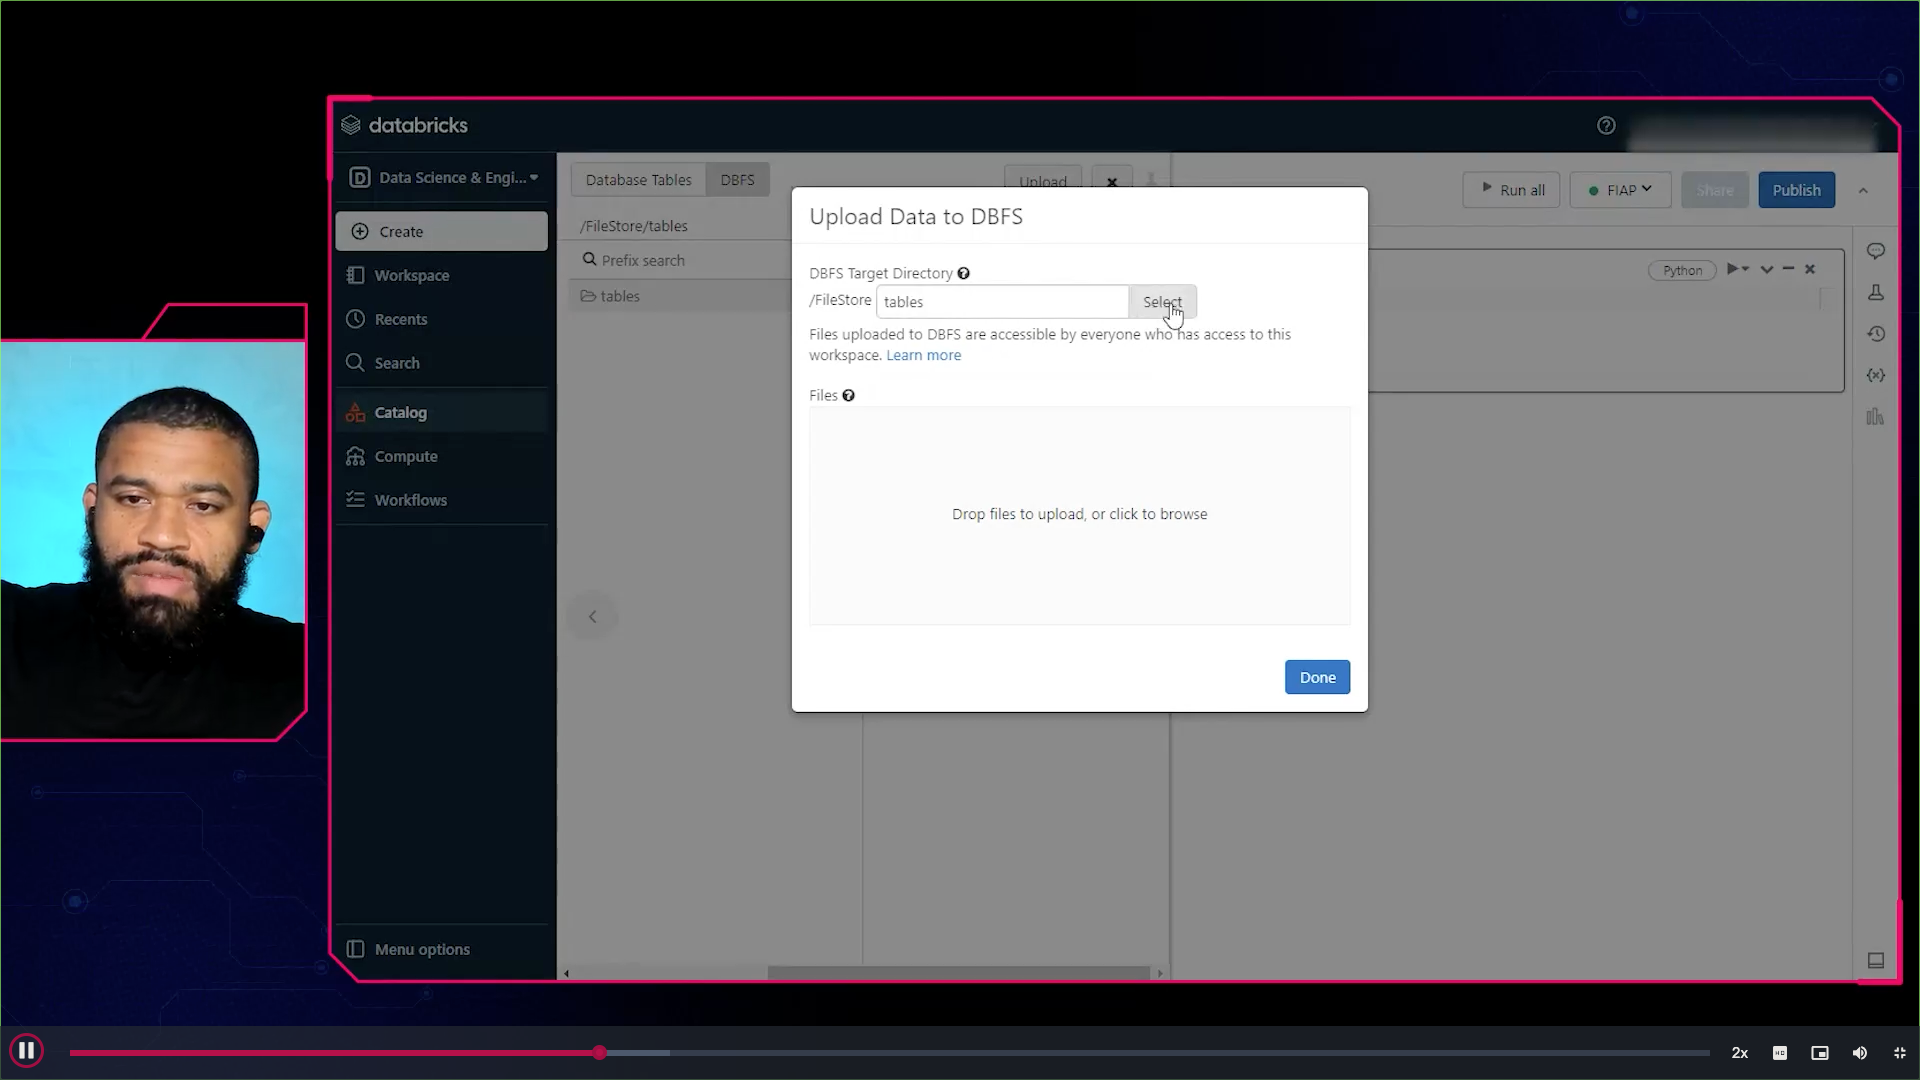 databricks
Data Science & Engi...
Create
Workspace
Recents
Search
Catalog
Compute
Workflows
Menu options
Database Tables
DBFS
Upload
/FileStore/tables
Prefix search
tables
Upload Data to DBFS
DBFS Target Directory
/FileStore
tables
Select
Files uploaded to DBFS are accessible by everyone who has access to this
workspace. Learn more
Files
Drop files to upload, or click to browse
Done
Run all
FIAP
Share
Publish
Python
2x
HD